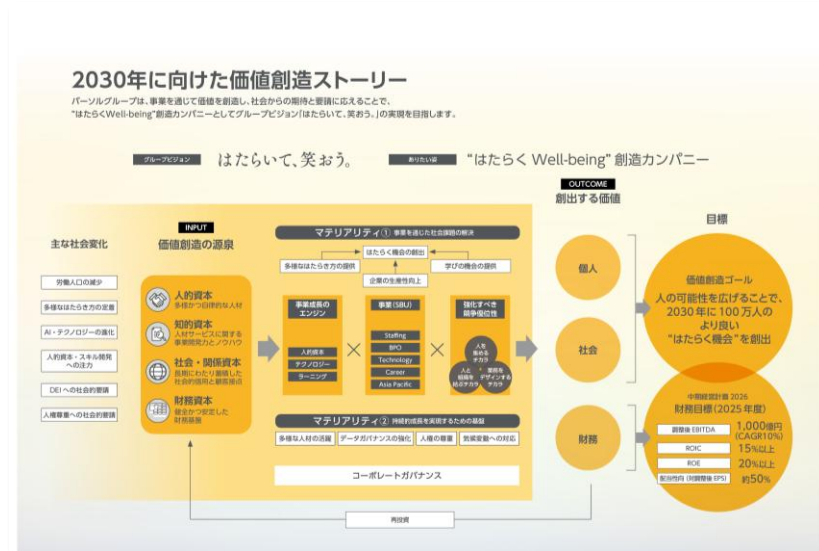 2030年に向けた価値創造ストーリー
パーソルグループは、事業を通じて価値を創造し、社会からの期待と要請に応えることで、
“はたらくWell-being”創造カンパニーとしてグループビジョン「はたらいて、笑おう。」の実現を目指します。
グループビジョン
はたらいて、笑おう。
ありたい姿
“はたらく Well-being” 創造カンパニー
主な社会変化
労働人口の減少
多様なはたらき方の定着
AI・テクノロジーの進化
人的資本・スキル開発
への注力
DEIへの社会的要請
人権尊重への社会的要請
INPUT
価値創造の源泉
人的資本
多様かつ自律的な人材
知的資本
人材サービスに関する
事業開発力とノウハウ
社会・関係資本
長期にわたり蓄積した
社会的信用と顧客接点
財務資本
健全かつ安定した
財務基盤
マテリアリティ① 事業を通じた社会課題の解決
はたらく機会の創出
多様なはたらき方の提供
学びの機会の提供
企業の生産性向上
事業成長の
エンジン
人的資本
テクノロジー
ラーニング
×
事業(SBU)
Staffing
BPO
Technology
Career
Asia Pacific
×
強化すべき
競争優位性
人を
集める
チカラ
人と
組織を
結ぶチカラ
業務を
デザインする
チカラ
マテリアリティ② 持続的成長を実現するための基盤
多様な人材の活躍
データガバナンスの強化
人権の尊重
気候変動への対応
コーポレートガバナンス
再投資
OUTCOME
創出する価値
個人
社会
財務
目標
価値創造ゴール
人の可能性を広げることで、
2030年に100万人の
より良い
“はたらく機会”を創出
中期経営計画 2026
財務目標(2025年度)
調整後 EBITDA
1,000億円
(CAGR10%)
ROIC
15%以上
ROE
20%以上
配当性向(対調整後 EPS)
約50%